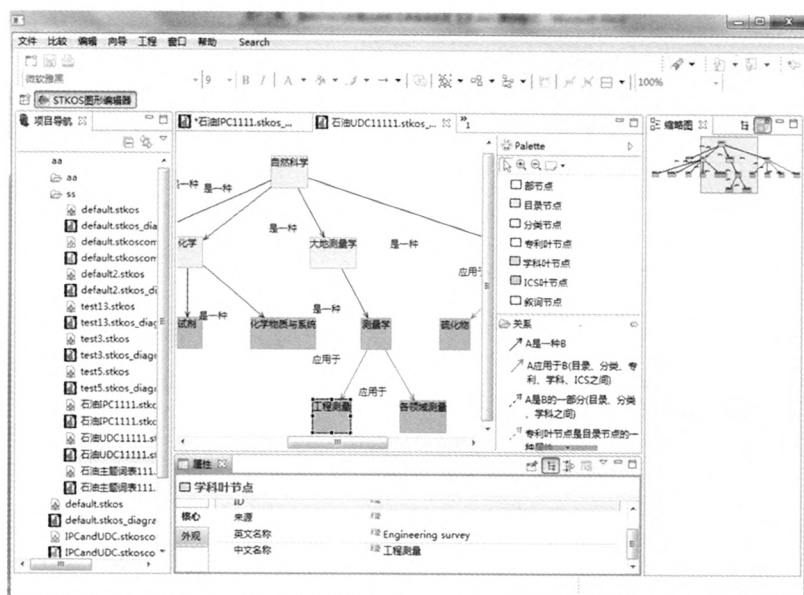 文件 比较 编辑 向导 工程 窗口 帮助 Search
微软雅黑 9 B I A 100%
STKOS图形编辑器
项目导航
aa
aa
ss
default.stkos
default.stkos_dia
default.stkoscom
default.stkoscom
default2.stkos
default2.stkos_di
test13.stkos
test13.stkos_diag
test3.stkos
test3.stkos_diagr
test5.stkos
test5.stkos_diagr
石油IPC1111.stkc
石油IPC1111.stkc
石油UDC11111.st
石油UDC11111.st
石油主题词表111.
石油主题词表111.
default.stkos
default.stkos_diagra
IPCandUDC.stkosco
IPCandUDC.stkosco
*石油IPC1111.stkos_...
石油UDC11111.stkos_...
»1
自然科学
是一种
是一种
是一种
是一种
化学
大地测量学
应用于
是一种
是一种
试剂
化学物质与系统
测量学
硫化物
应用于
应用于
工程测量
各领域测量
Palette
部节点
目录节点
分类节点
专利叶节点
学科叶节点
ICS叶节点
叙词节点
关系
A是一种B
A应用于B(目录、分类、专
利、学科、ICS之间)
A是B的一部分(目录、分类
、学科之间)
专利叶节点是目录节点的一
缩略图
属性
学科叶节点
核心
外观
ID
来源
英文名称 Engineering survey
中文名称 工程测量